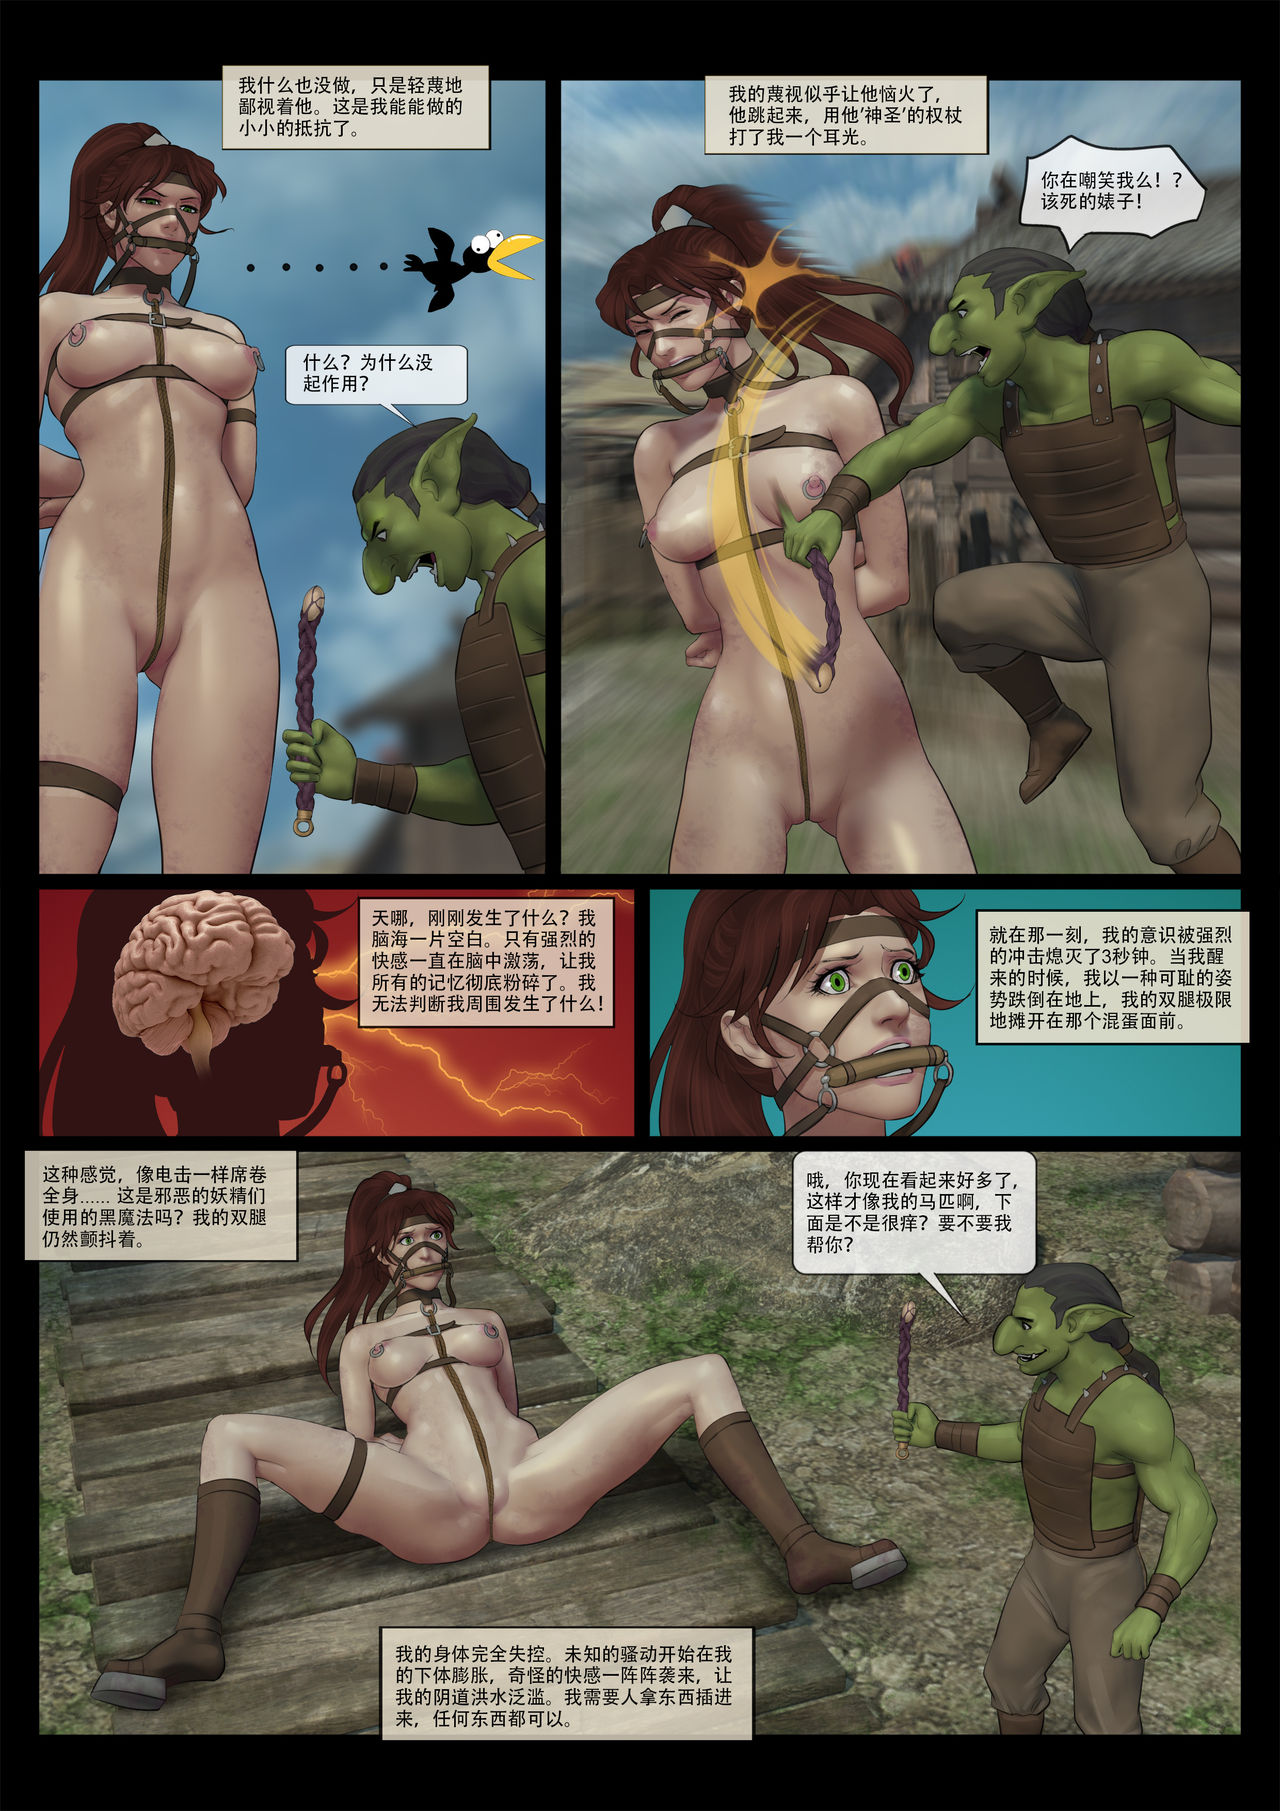 我什么也没做，只是轻蔑地
鄙视着他。这是我能能做的
小小的抵抗了。
什么？为什么没
起作用？
我的蔑视似乎让他恼火了，
他跳起来，用他‘神圣’的权杖
打了我一个耳光。
你在嘲笑我么！？
该死的婊子！
天哪，刚刚发生了什么？我
脑海一片空白。只有强烈的
快感一直在脑中激荡，让我
所有的记忆彻底粉碎了。我
无法判断我周围发生了什么！
就在那一刻，我的意识被强烈
的冲击熄灭了3秒钟。当我醒
来的时候，我以一种可耻的姿
势跌倒在地上，我的双腿极限
地摊开在那个混蛋面前。
这种感觉，像电击一样席卷
全身…… 这是邪恶的妖精们
使用的黑魔法吗？我的双腿
仍然颤抖着。
哦，你现在看起来好多了，
这样才像我的马匹啊，下
面是不是很痒？要不要我
帮你？
我的身体完全失控。未知的骚动开始在我
的下体膨胀，奇怪的快感一阵阵袭来，让
我的阴道洪水泛滥。我需要人拿东西插进
来，任何东西都可以。